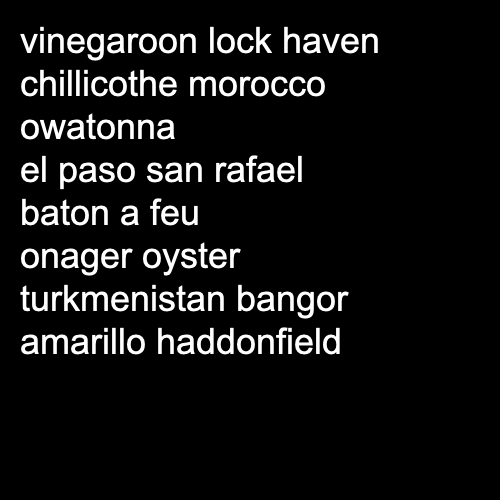 vinegaroon lock haven
chillicothe morocco
owatonna
el paso san rafael
baton a feu
onager oyster
turkmenistan bangor
amarillo haddonfield